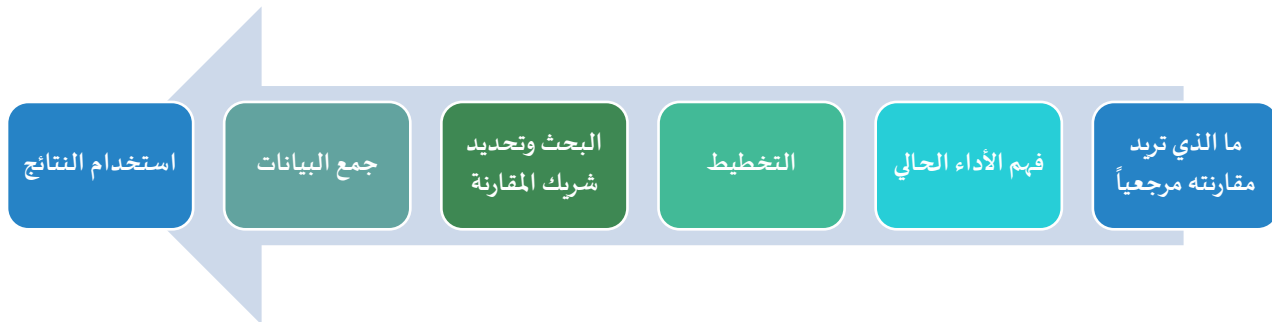 ما الذي تريد
مقارنته مرجعياً
فهم الأداء الحالي
التخطيط
البحث وتحديد
شريك المقارنة
جمع البيانات
استخدام النتائج